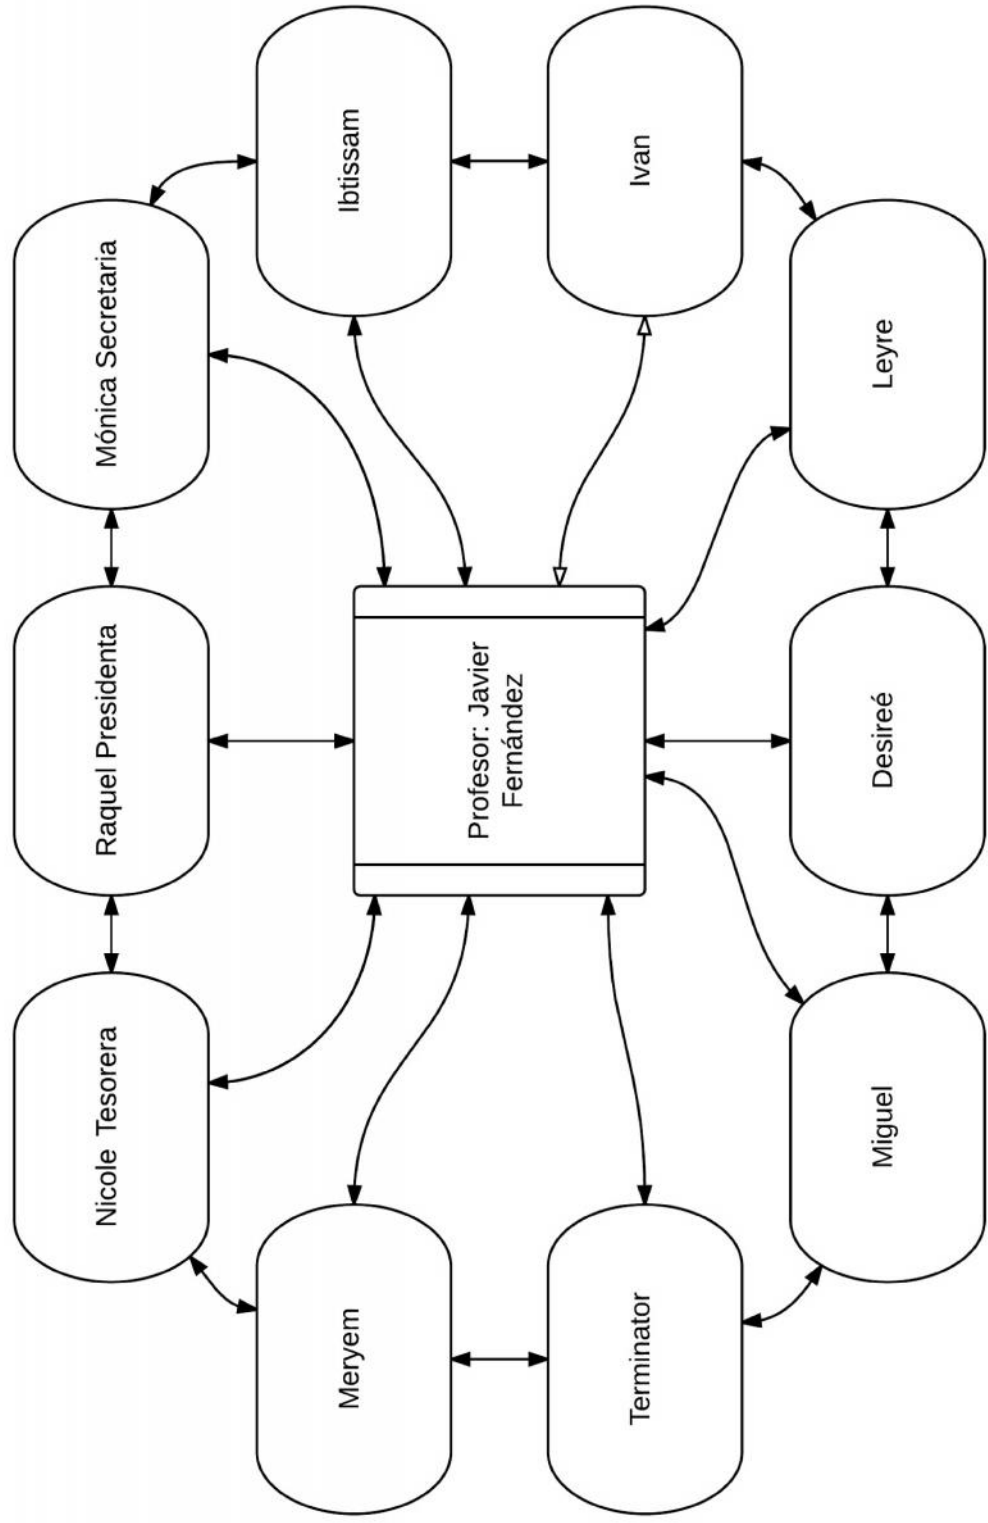 Nicole Tesorera
Raquel Presidenta
Mónica Secretaria
Meryem
Ibtissam
Profesor: Javier
Fernández
Terminator
Ivan
Miguel
Desireé
Leyre